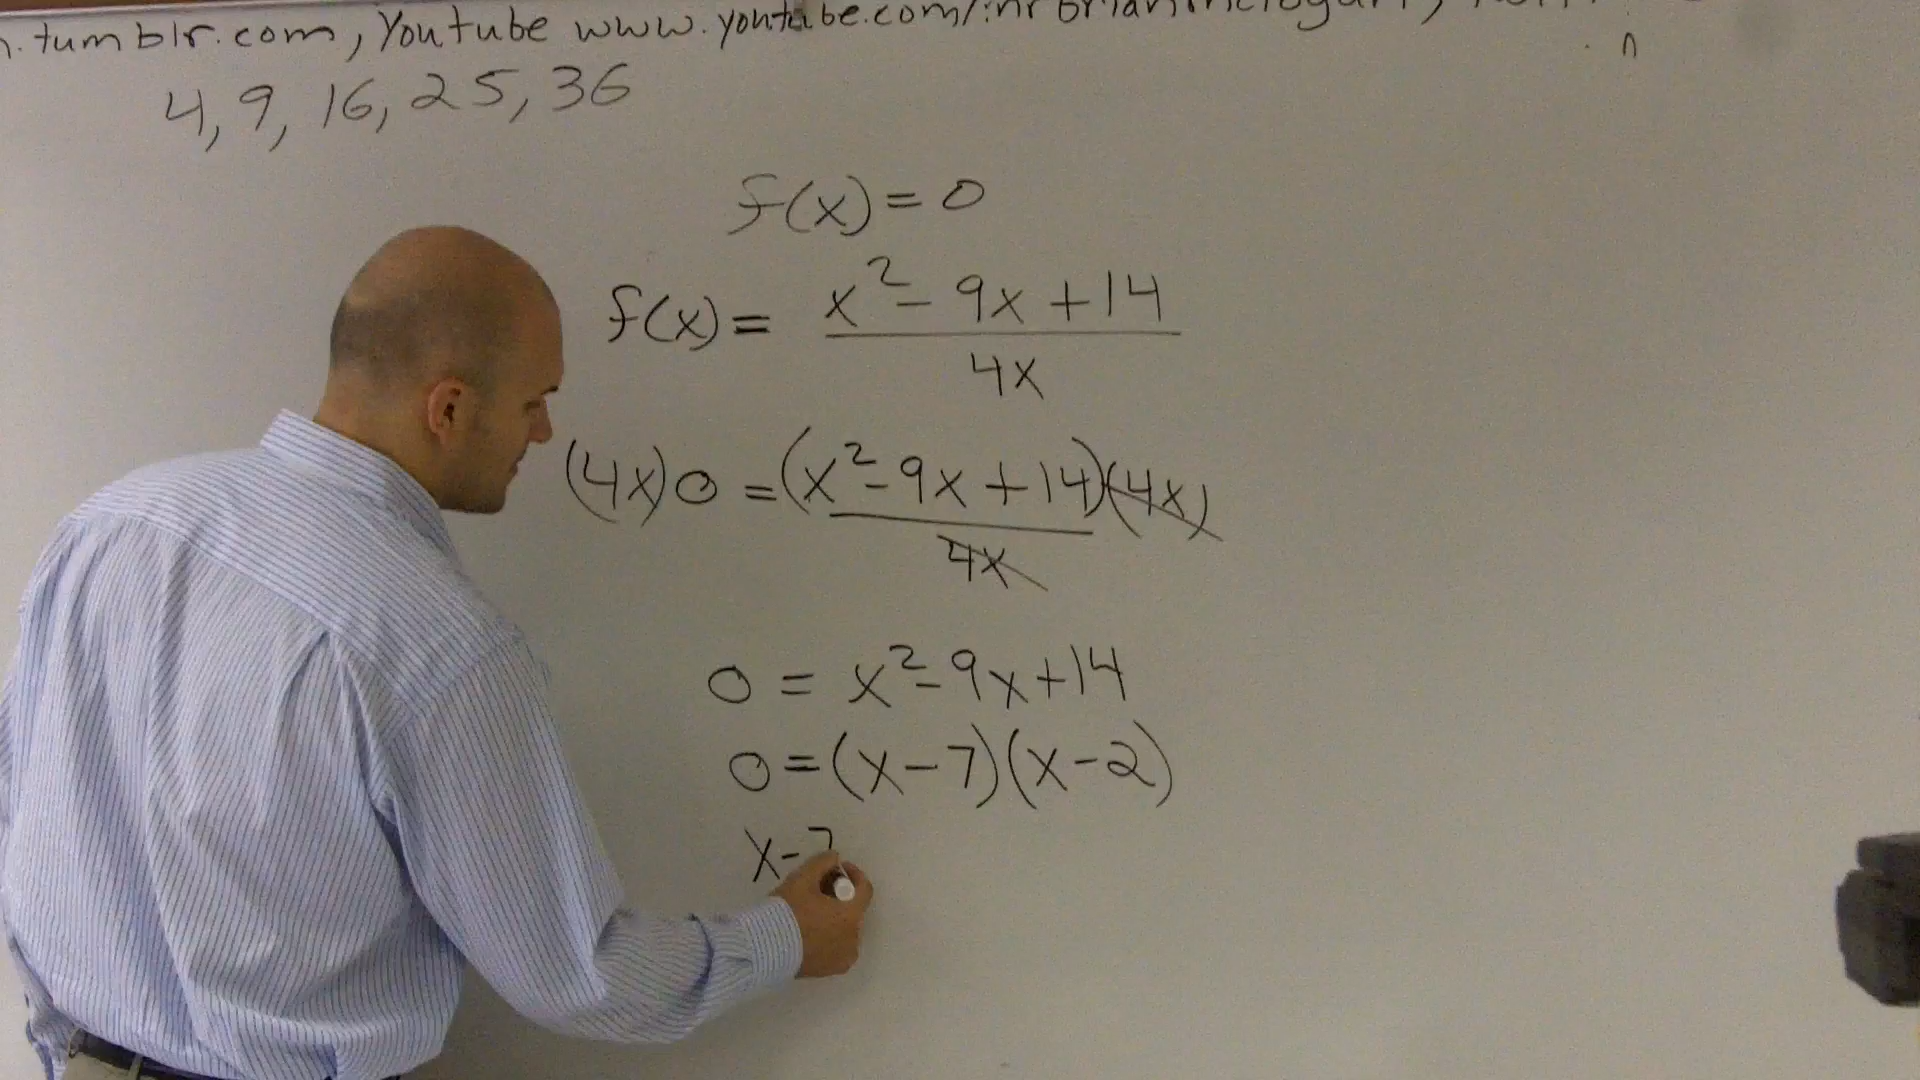 .tumblr.com, Youtube www.youtube.com/
4, 9, 16, 25, 36
f(x) = 0
f(x) = x² - 9x + 14
4x
(4x)0 = (x² - 9x + 14)(4x)
4x
0 = x² - 9x + 14
0 = (x - 7)(x - 2)
x - 7